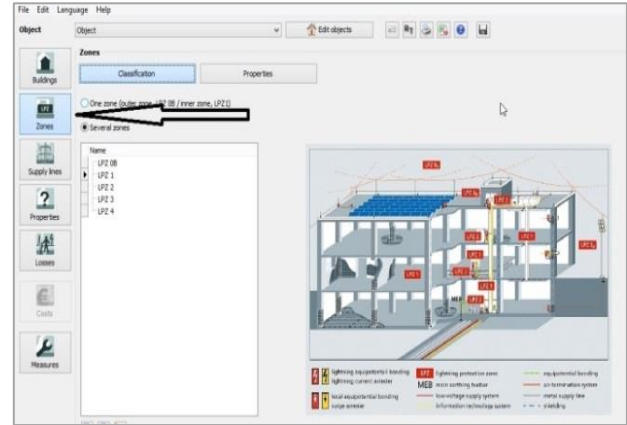 File Edit Language Help
Object
Object
Edit objects
Buildings
Zones
Supply lines
Properties
Losses
Costs
Measures
Zones
Classification
Properties
One zone (outer zone, LPZ 0B / inner zone, LPZ1)
Several zones
Name
LPZ 0B
LPZ 1
LPZ 2
LPZ 3
LPZ 4
MEB
lightning equipotential bonding
lightning current arrester
local equipotential bonding
surge arrester
LPZ lightning protection zone
MEB main earthing busbar
low-voltage supply system
information technology system
equipotential bonding
air-termination system
metal supply line
shielding